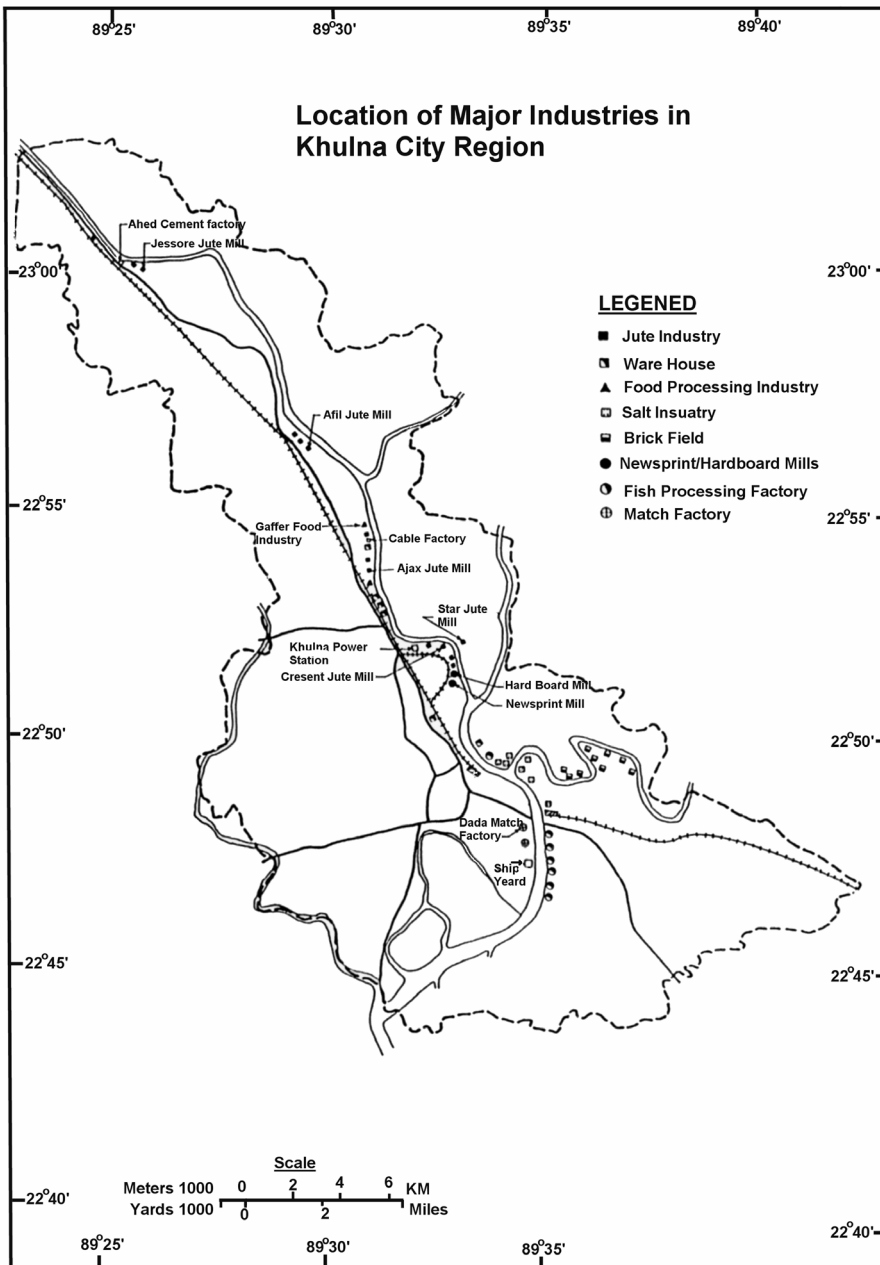 89°25'
89°30'
89°35'
89°40'
Location of Major Industries in
Khulna City Region
Ahed Cement factory
Jessore Jute Mill
23°00'
23°00'
LEGENED
Jute Industry
Ware House
Food Processing Industry
Salt Insuatry
Brick Field
Newsprint/Hardboard Mills
Fish Processing Factory
Match Factory
Afil Jute Mill
22°55'
22°55'
Gaffer Food
Industry
Cable Factory
Ajax Jute Mill
Star Jute
Mill
Khulna Power
Station
Cresent Jute Mill
Hard Board Mill
Newsprint Mill
22°50'
22°50'
Dada Match
Factory
Ship
Yeard
22°45'
22°45'
Scale
Meters 1000 0 2 4 6 KM
Yards 1000 0 2 Miles
22°40'
22°40'
89°25'
89°30'
89°35'